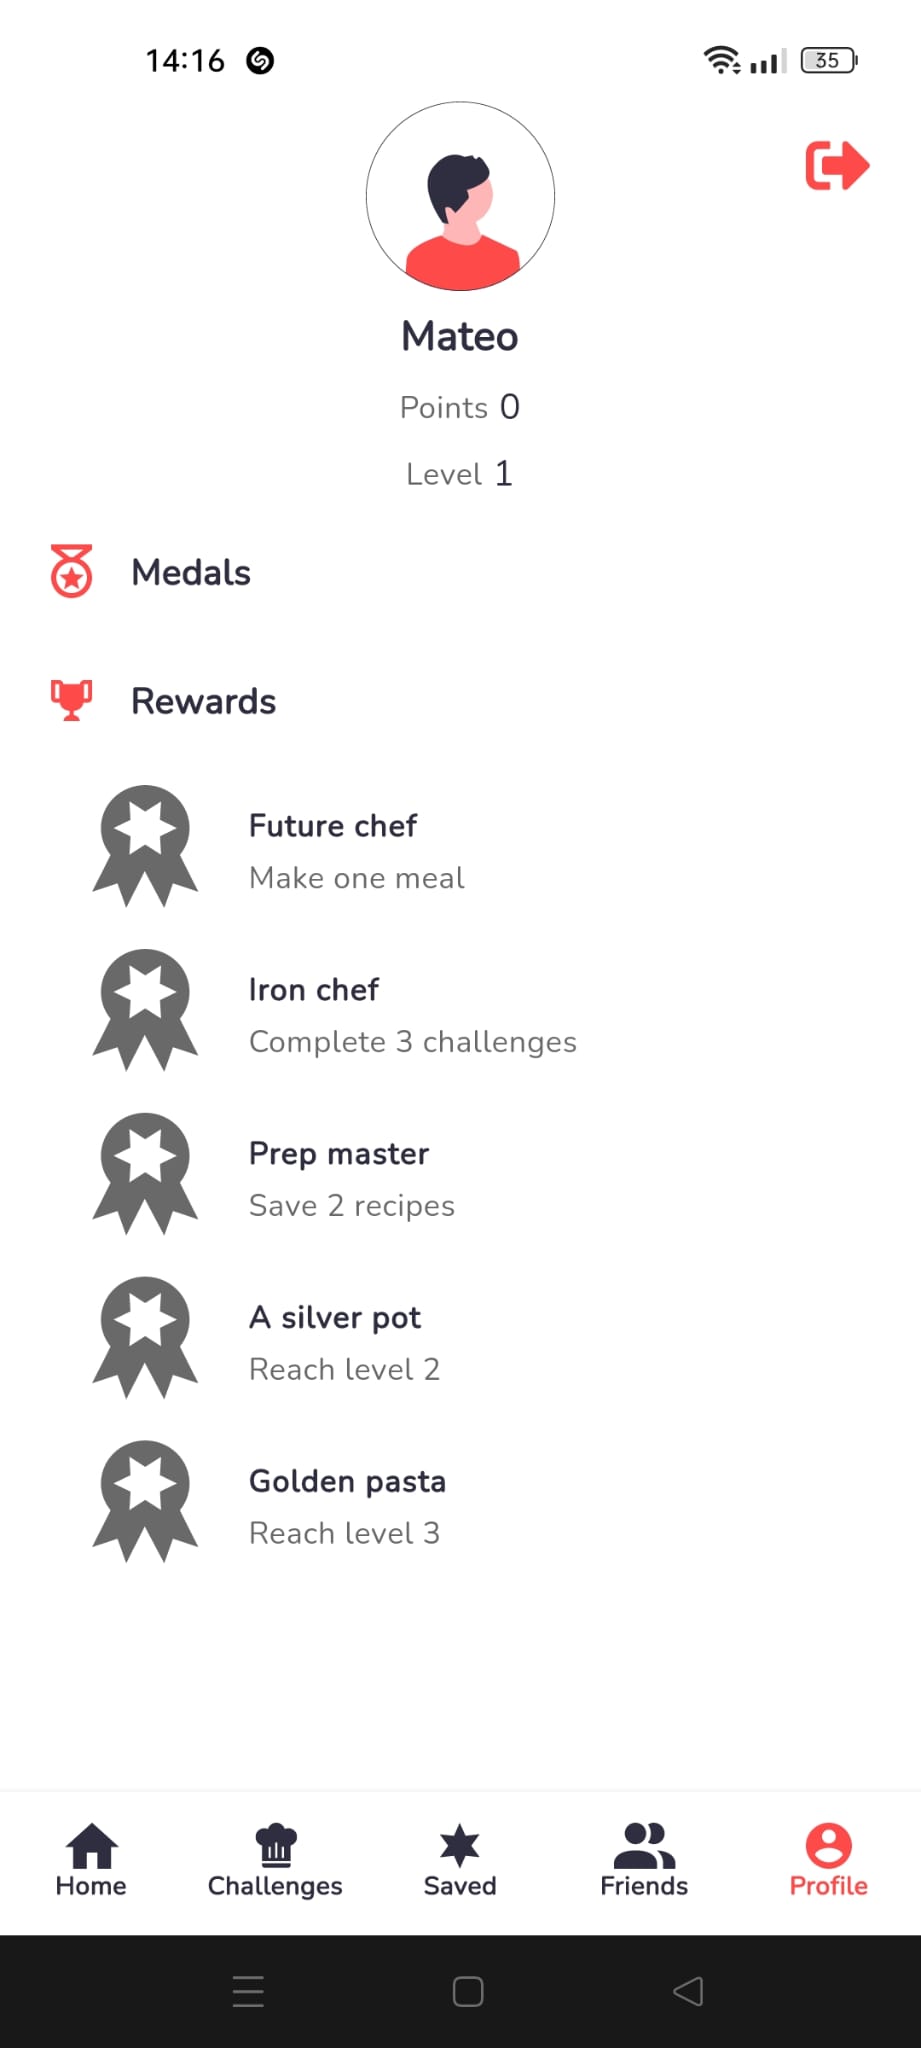 14:16
35
Mateo
Points 0
Level 1
Medals
Rewards
Future chef
Make one meal
Iron chef
Complete 3 challenges
Prep master
Save 2 recipes
A silver pot
Reach level 2
Golden pasta
Reach level 3
Home Challenges Saved Friends Profile